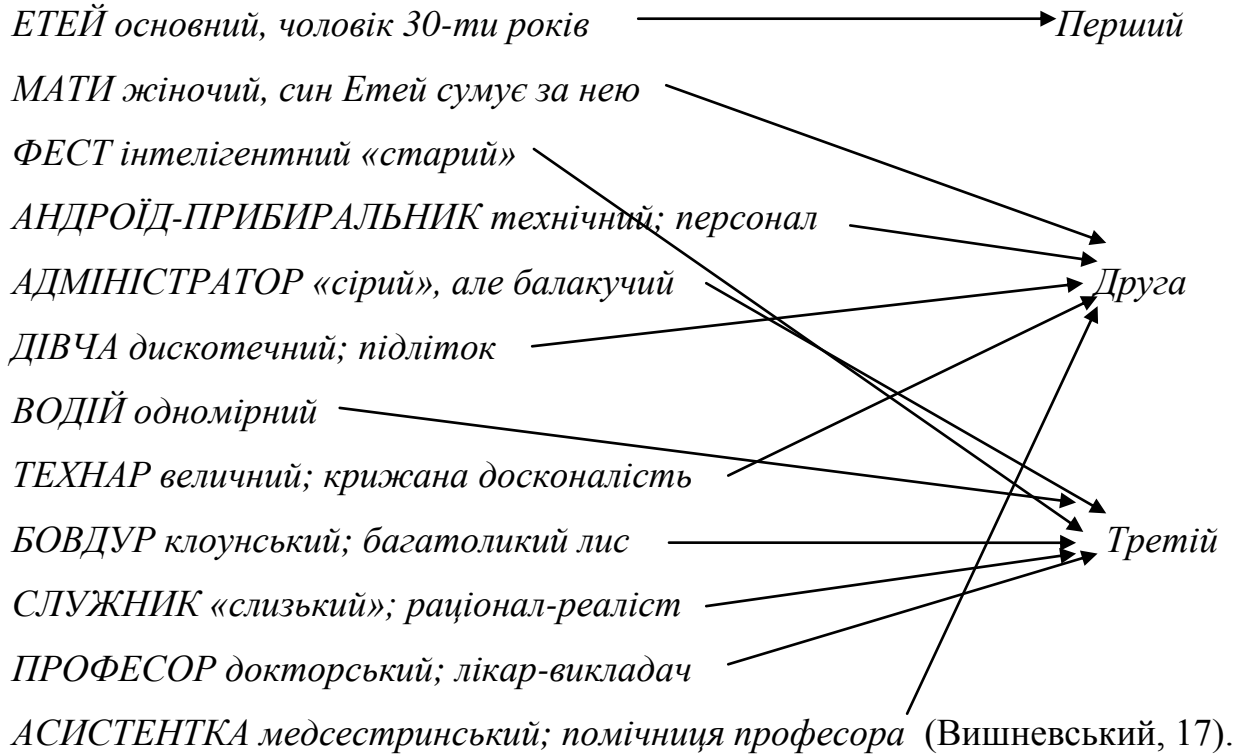 ЕТЕЙ основний, чоловік 30-ти років Перший
МАТИ жіночий, син Етей сумує за нею
ФЕСТ інтелігентний «старий»
АНДРОЇД-ПРИБИРАЛЬНИК технічний; персонал
АДМІНІСТРАТОР «сірий», але балакучий Друга
ДІВЧА дискотечний; підліток
ВОДІЙ одномірний
ТЕХНАР величний; крижана досконалість
БОВДУР клоунський; багатоликий лис Третій
СЛУЖНИК «слизький»; раціонал-реаліст
ПРОФЕСОР докторський; лікар-викладач
АСИСТЕНТКА медсестринський; помічниця професора (Вишневський, 17).